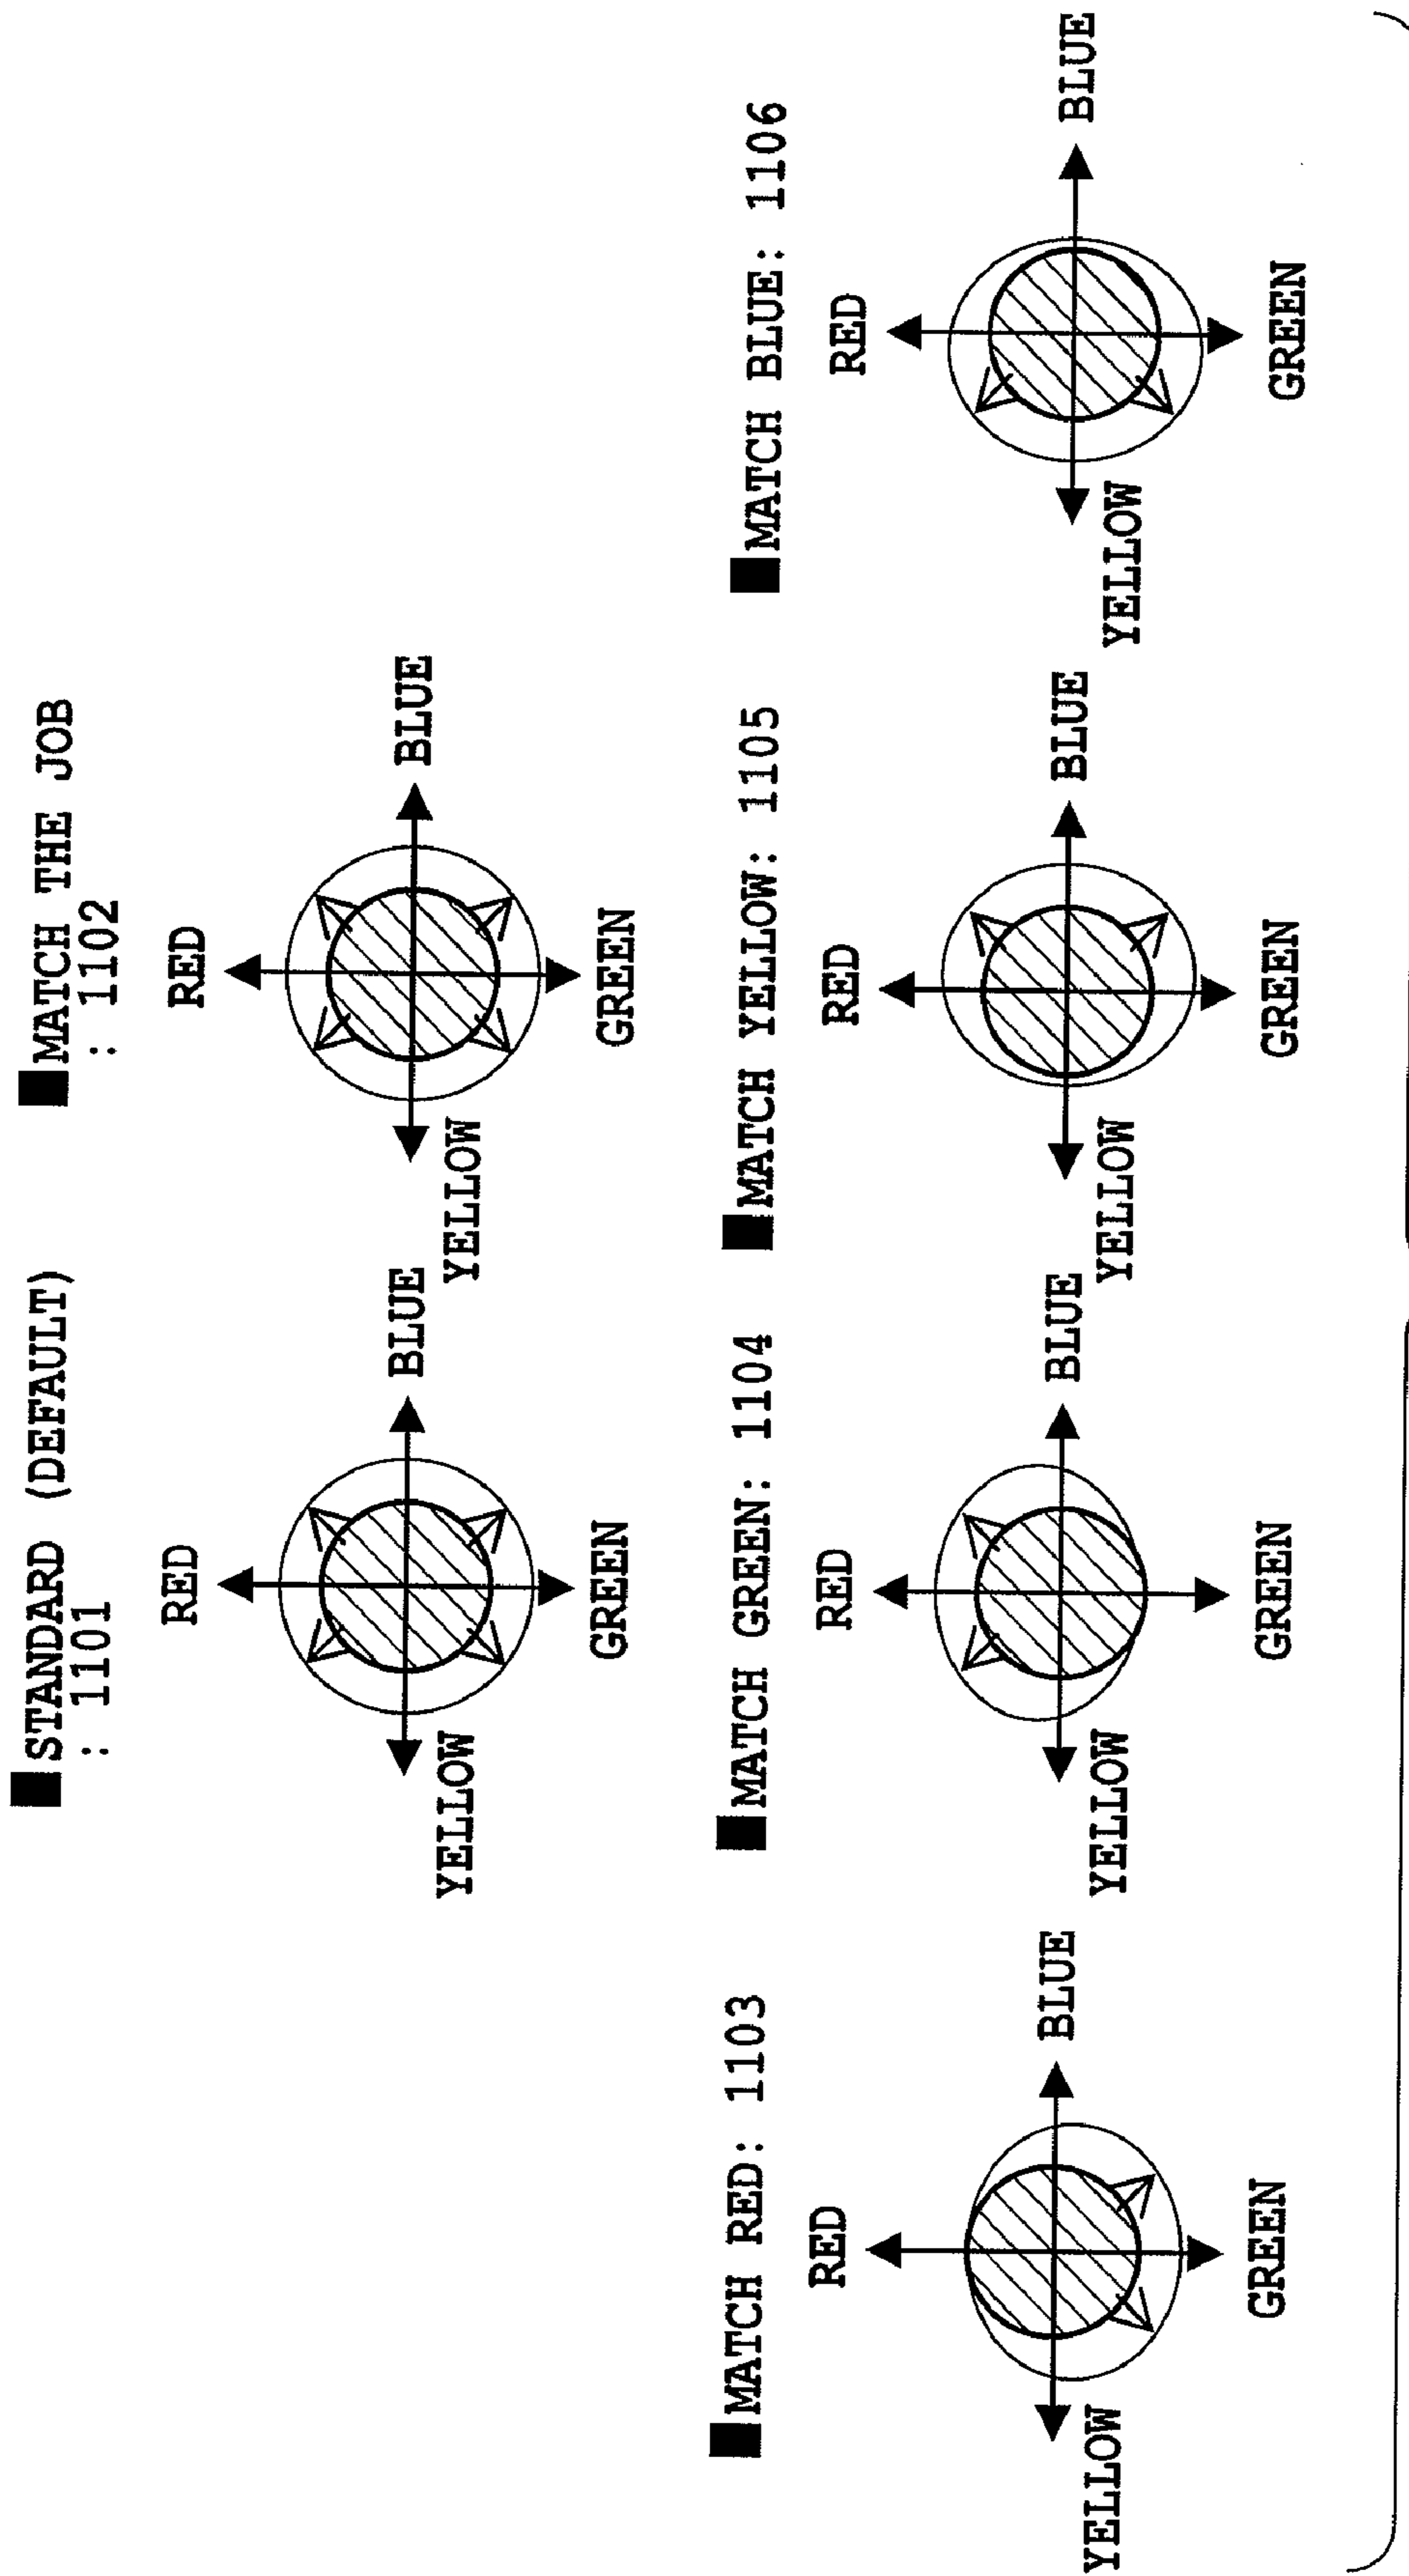 ■STANDARD (DEFAULT)
: 1101
RED
BLUE
YELLOW
GREEN
■MATCH THE JOB
: 1102
RED
BLUE
YELLOW
GREEN
■MATCH RED: 1103
RED
BLUE
YELLOW
GREEN
■MATCH GREEN: 1104
RED
BLUE
YELLOW
GREEN
■MATCH YELLOW: 1105
RED
BLUE
YELLOW
GREEN
■MATCH BLUE: 1106
RED
BLUE
YELLOW
GREEN